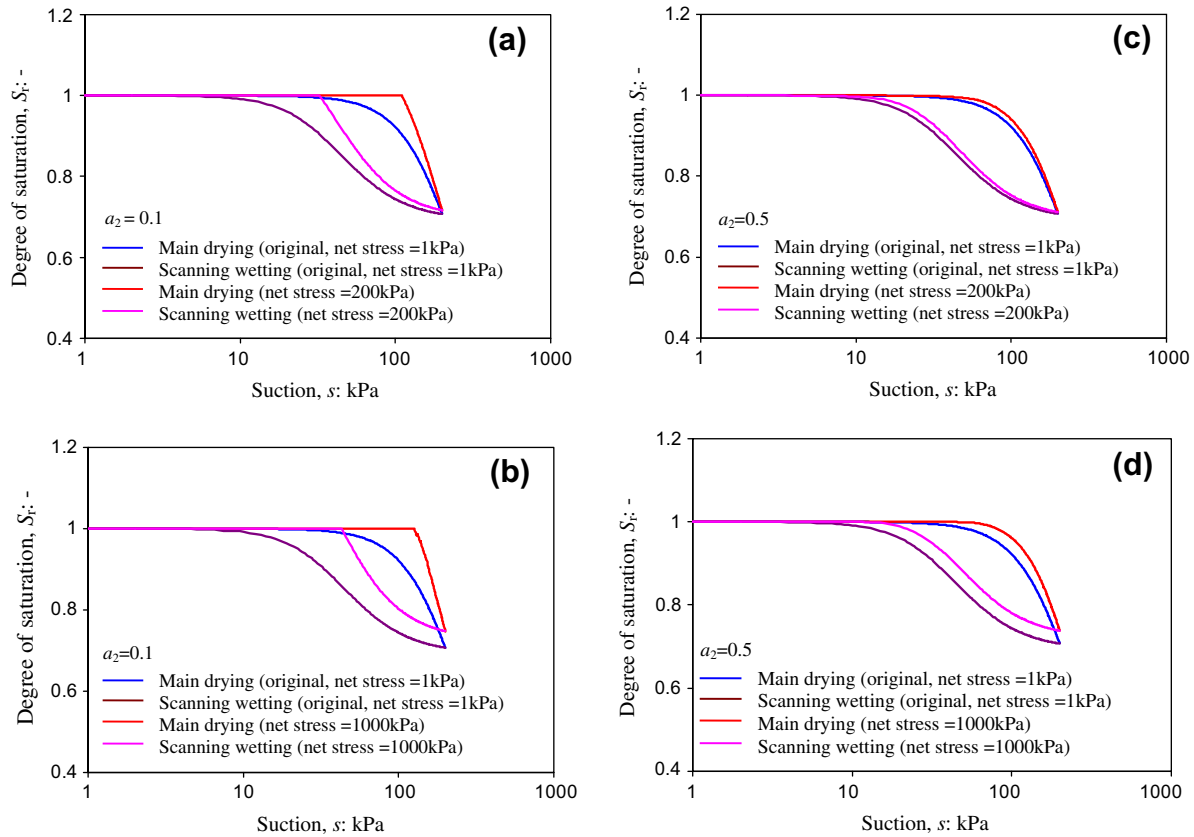 (a)
Degree of saturation, Sr: -
1.2
1
0.8
0.6
0.4
a2 = 0.1
Main drying (original, net stress =1kPa)
Scanning wetting (original, net stress =1kPa)
Main drying (net stress =200kPa)
Scanning wetting (net stress =200kPa)
1 10 100 1000
Suction, s: kPa
(c)
Degree of saturation, Sr: -
1.2
1
0.8
0.6
0.4
a2=0.5
Main drying (original, net stress =1kPa)
Scanning wetting (original, net stress =1kPa)
Main drying (net stress =200kPa)
Scanning wetting (net stress =200kPa)
1 10 100 1000
Suction, s: kPa
(b)
Degree of saturation, Sr: -
1.2
1
0.8
0.6
0.4
a2=0.1
Main drying (original, net stress =1kPa)
Scanning wetting (original, net stress =1kPa)
Main drying (net stress =1000kPa)
Scanning wetting (net stress =1000kPa)
1 10 100 1000
Suction, s: kPa
(d)
Degree of saturation, Sr: -
1.2
1
0.8
0.6
0.4
a2=0.5
Main drying (original, net stress =1kPa)
Scanning wetting (original, net stress =1kPa)
Main drying (net stress =1000kPa)
Scanning wetting (net stress =1000kPa)
1 10 100 1000
Suction, s: kPa